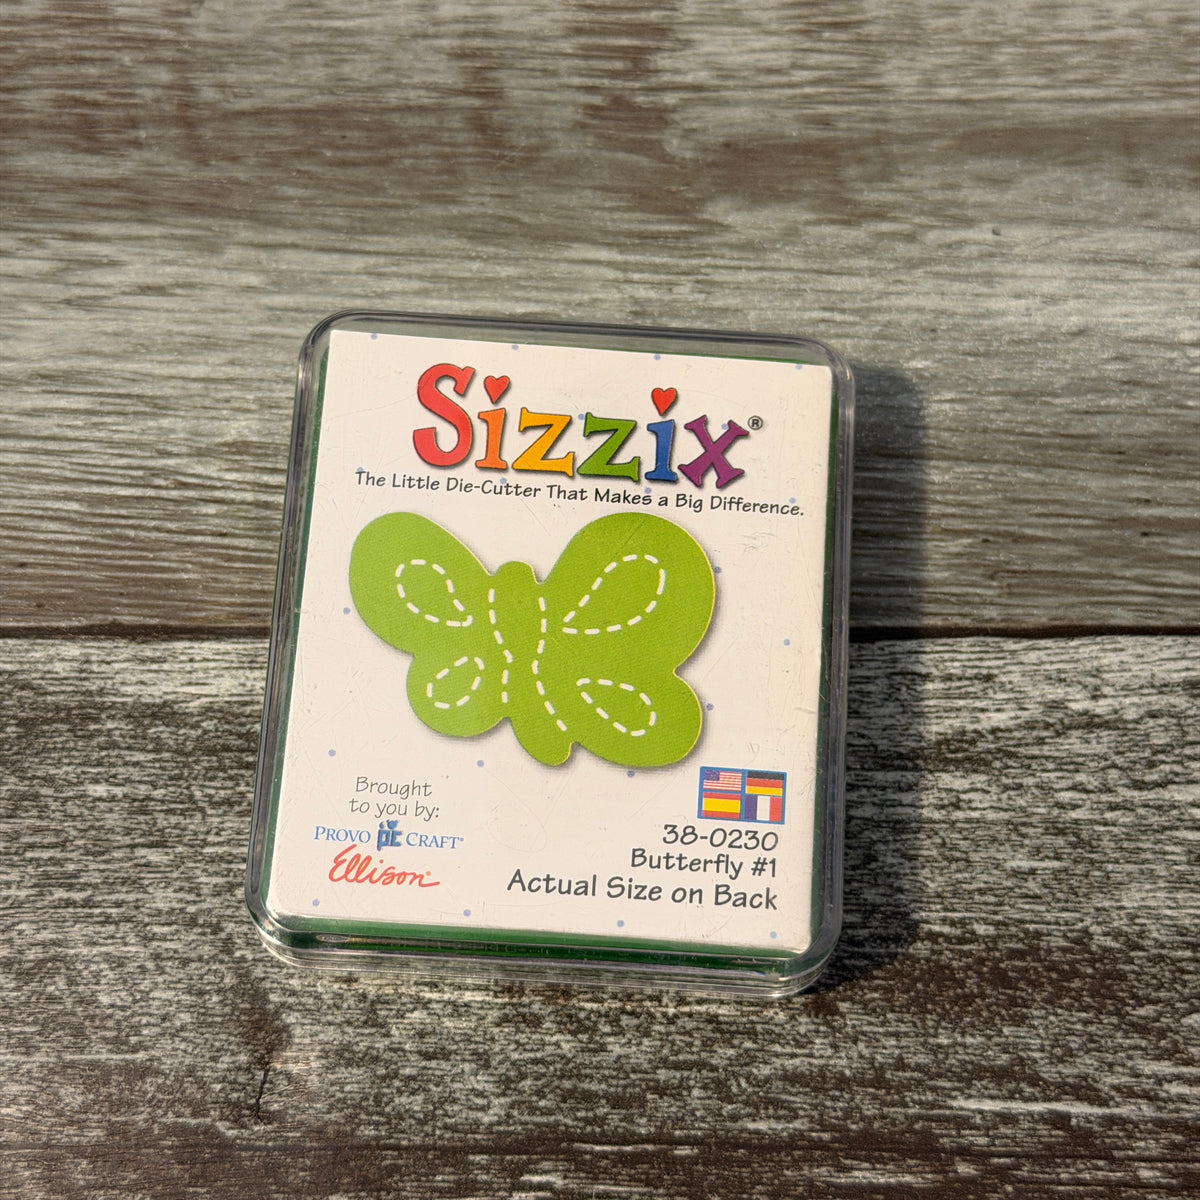 Sizzix®
The Little Die-Cutter That Makes a Big Difference.
Brought
to you by:
PROVO PC CRAFT®
Ellison®
38-0230
Butterfly #1
Actual Size on Back